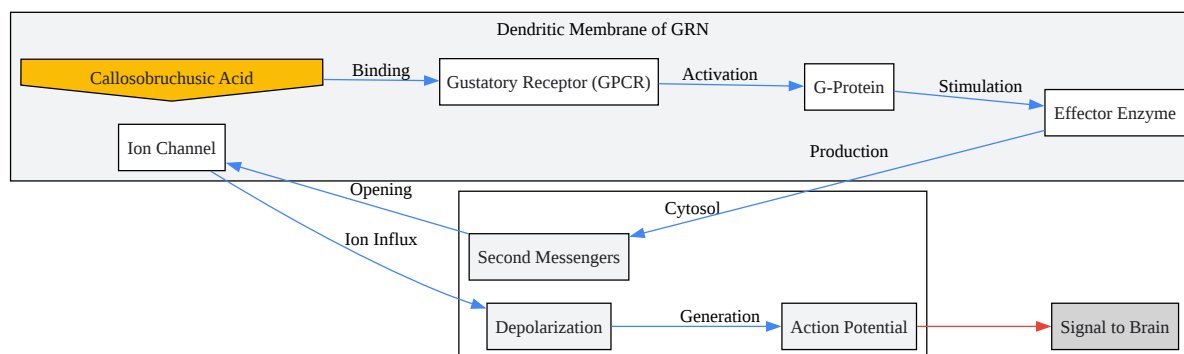 Dendritic Membrane of GRN
Callosobruchusic Acid
Binding
Gustatory Receptor (GPCR)
Activation
G-Protein
Stimulation
Effector Enzyme
Ion Channel
Production
Opening
Cytosol
Ion Influx
Second Messengers
Depolarization
Generation
Action Potential
Signal to Brain